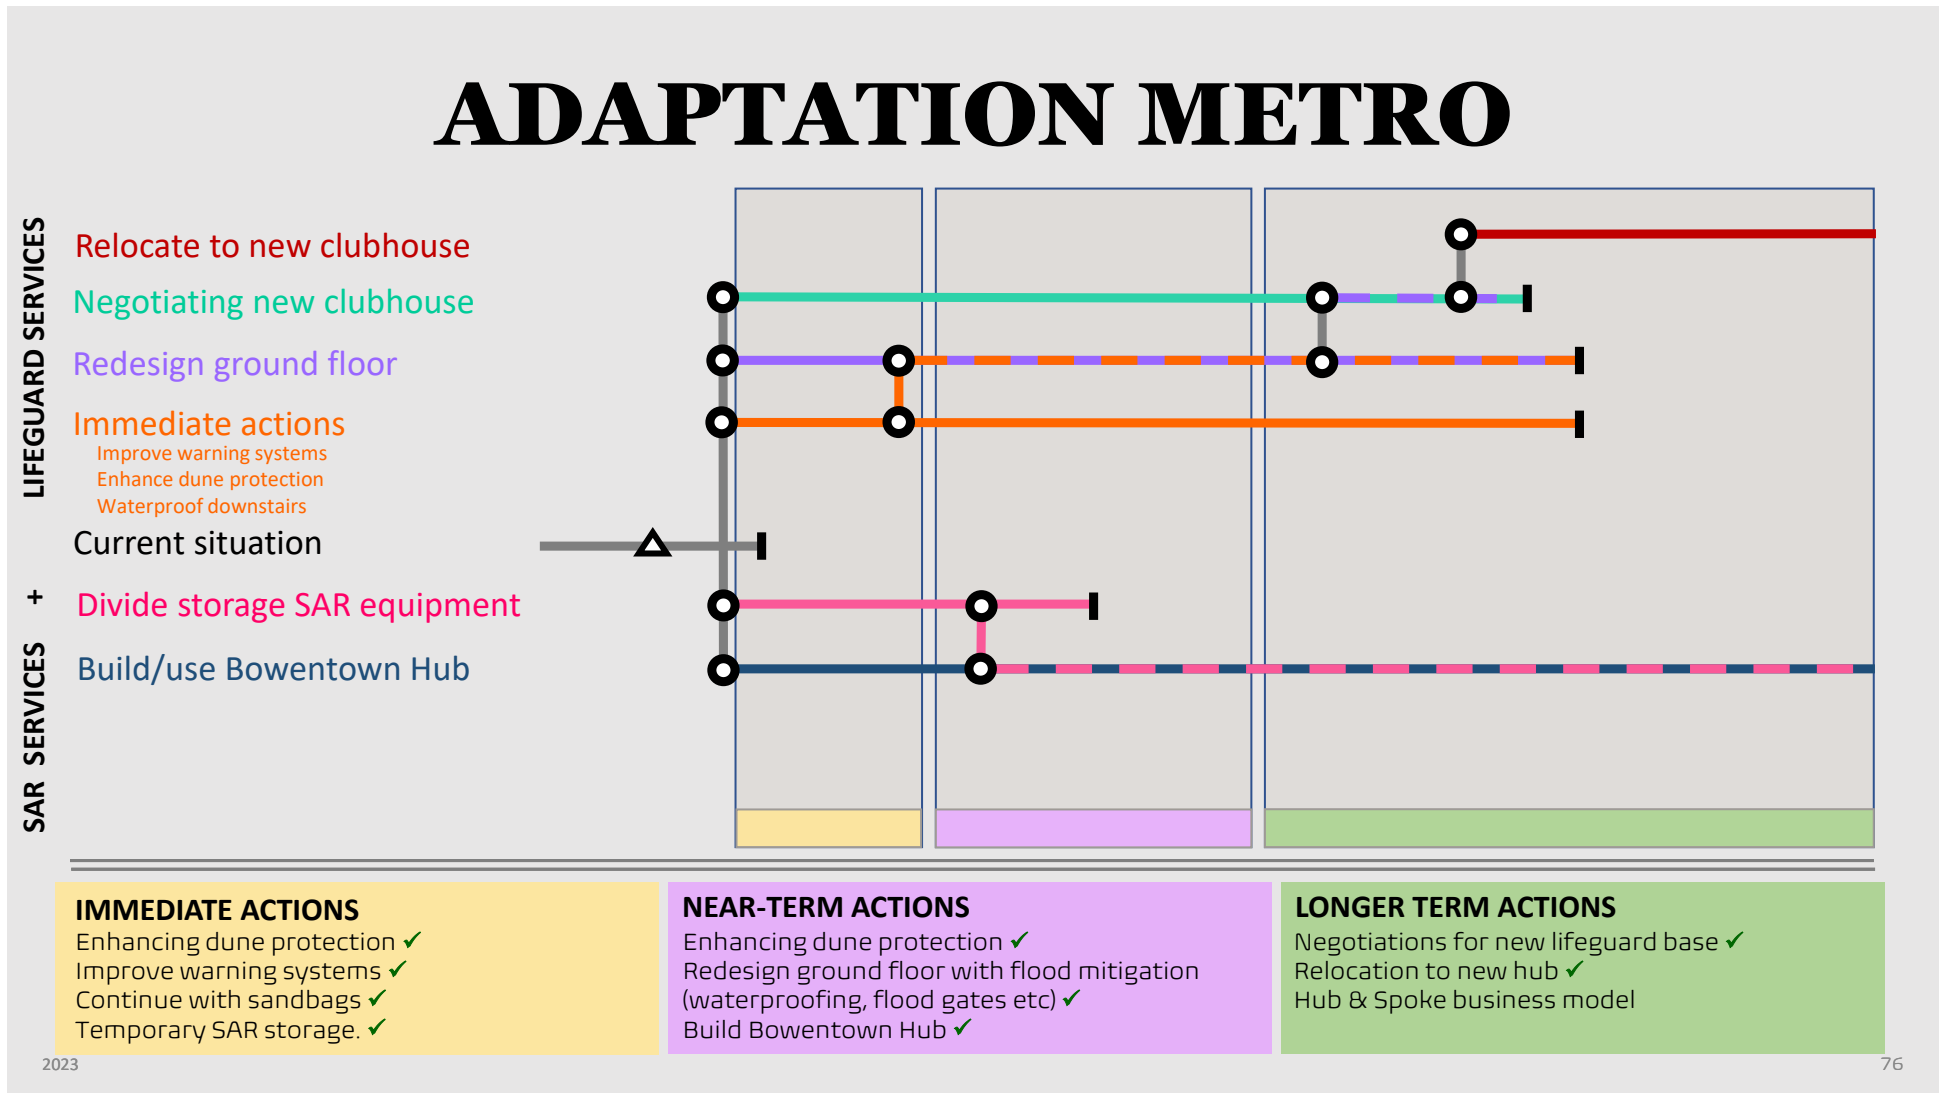 ADAPTATION METRO
LIFEGUARD SERVICES
+
SAR SERVICES
Relocate to new clubhouse
Negotiating new clubhouse
Redesign ground floor
Immediate actions
Improve warning systems
Enhance dune protection
Waterproof downstairs
Current situation
Divide storage SAR equipment
Build/use Bowentown Hub
IMMEDIATE ACTIONS
Enhancing dune protection ✓
Improve warning systems ✓
Continue with sandbags ✓
Temporary SAR storage. ✓
NEAR-TERM ACTIONS
Enhancing dune protection ✓
Redesign ground floor with flood mitigation
(waterproofing, flood gates etc) ✓
Build Bowentown Hub ✓
LONGER TERM ACTIONS
Negotiations for new lifeguard base ✓
Relocation to new hub ✓
Hub & Spoke business model
2023
76